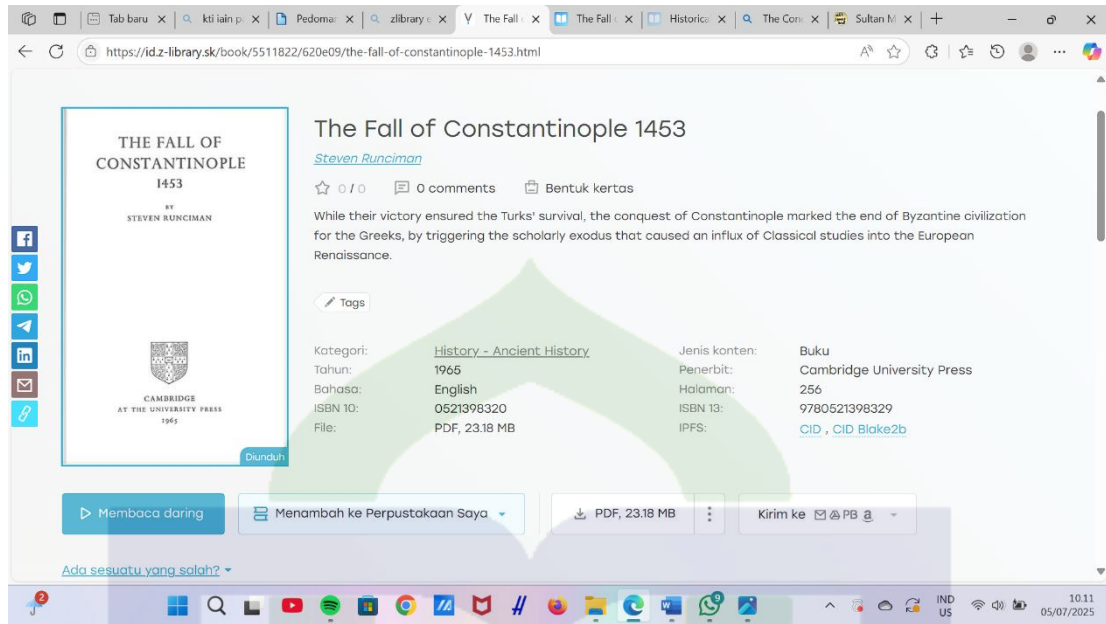 Tab baru
kti iain p
Pedoma
zlibrary e
The Fall
The Fall
Historica
The Con
Sultan M
https://id.z-library.sk/book/5511822/620e09/the-fall-of-constantinople-1453.html
THE FALL OF
CONSTANTINOPLE
1453
BY
STEVEN RUNCIMAN
CAMBRIDGE
AT THE UNIVERSITY PRESS
1965
Diunduh
The Fall of Constantinople 1453
Steven Runciman
0 / 0 0 comments Bentuk kertas
While their victory ensured the Turks' survival, the conquest of Constantinople marked the end of Byzantine civilization
for the Greeks, by triggering the scholarly exodus that caused an influx of Classical studies into the European
Renaissance.
Tags
Kategori: History - Ancient History Jenis konten: Buku
Tahun: 1965 Penerbit: Cambridge University Press
Bahasa: English Halaman: 256
ISBN 10: 0521398320 ISBN 13: 9780521398329
File: PDF, 23.18 MB IPFS: CID , CID Blake2b
Membaca daring Menambah ke Perpustakaan Saya PDF, 23.18 MB Kirim ke PB a
Ada sesuatu yang salah?
2 9 IND 10.11
US 05/07/2025